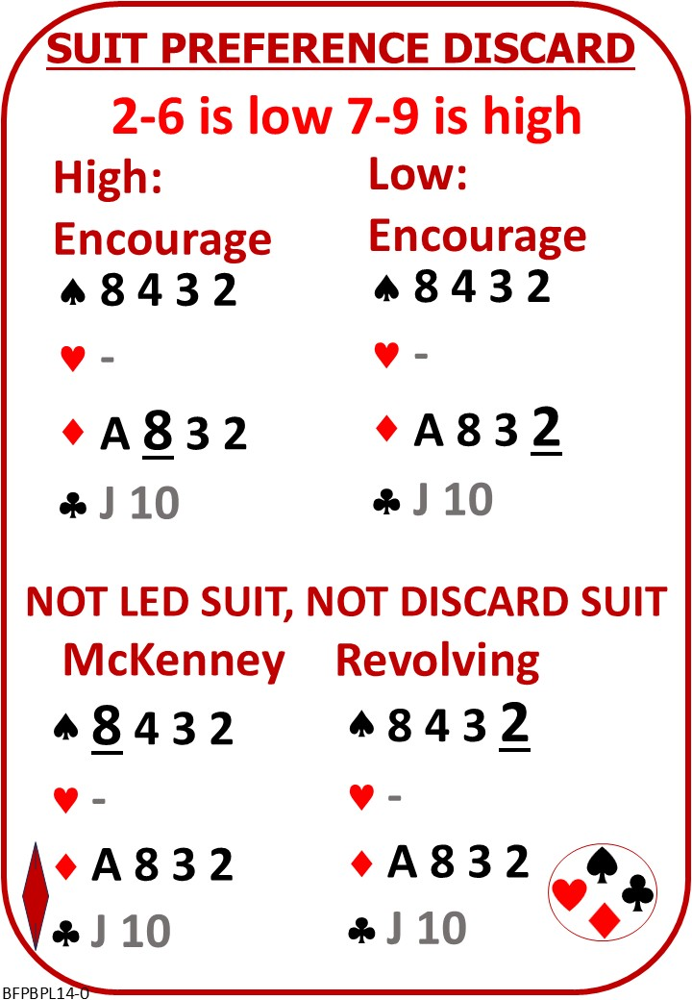 SUIT PREFERENCE DISCARD
2-6 is low 7-9 is high
High:
Encourage
♠ 8 4 3 2
♥ -
♦ A 8 3 2
♣ J 10
Low:
Encourage
♠ 8 4 3 2
♥ -
♦ A 8 3 2
♣ J 10
NOT LED SUIT, NOT DISCARD SUIT
McKenney
♠ 8 4 3 2
♥ -
♦ A 8 3 2
♣ J 10
Revolving
♠ 8 4 3 2
♥ -
♦ A 8 3 2
♣ J 10
BFPBPL14-0